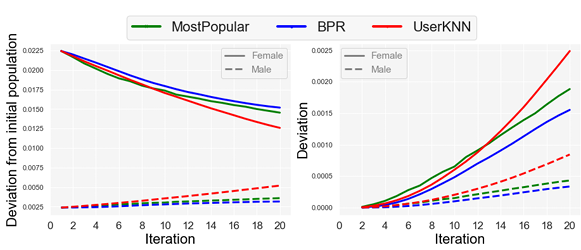 MostPopular BPR UserKNN
Deviation from initial population
0.0225
0.0200
0.0175
0.0150
0.0125
0.0100
0.0075
0.0050
0.0025
Female
Male
0 2 4 6 8 10 12 14 16 18 20
Iteration
Deviation
0.0025
0.0020
0.0015
0.0010
0.0005
0.0000
Female
Male
0 2 4 6 8 10 12 14 16 18 20
Iteration